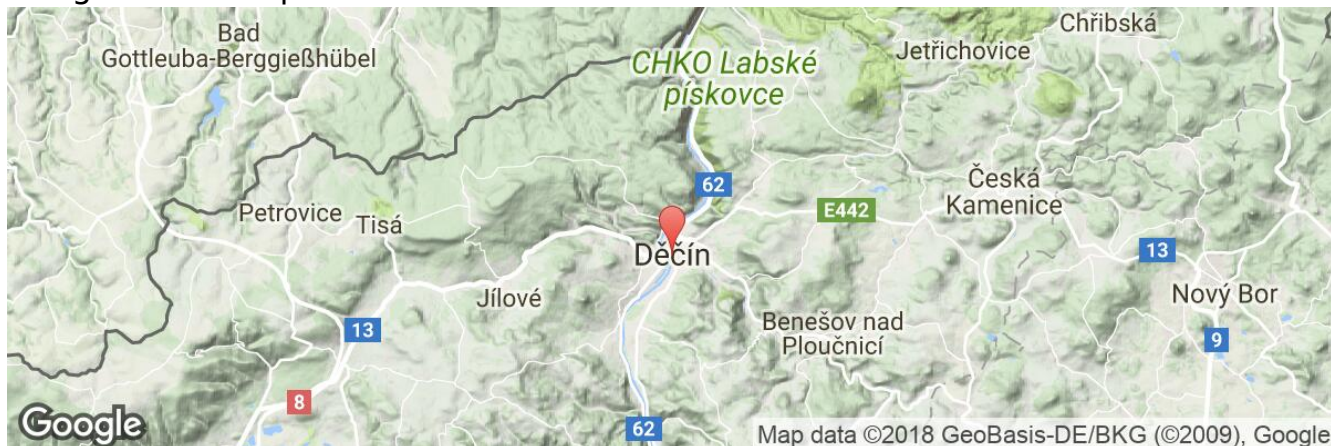 Chřibská
Bad
Gottleuba-Berggießhübel
Jetřichovice
CHKO Labské
pískovce
62
Česká
Kamenice
Petrovice
Tisá
E442
Děčín
13
Jílové
Nový Bor
13
Benešov nad
Ploučnicí
9
8
62
Google
Map data ©2018 GeoBasis-DE/BKG (©2009), Google